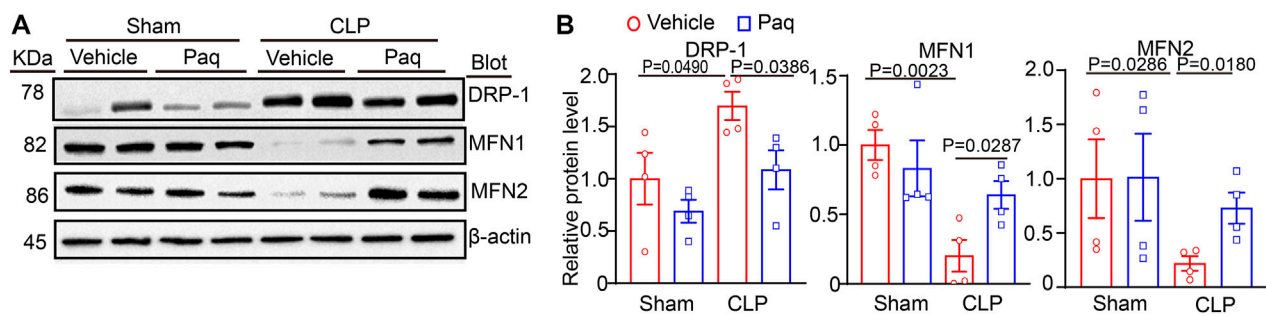 A
Sham
CLP
KDa
Vehicle
Paq
Vehicle
Paq
Blot
78
DRP-1
82
MFN1
86
MFN2
45
β-actin
B
Vehicle
Paq
Relative protein level
DRP-1
P=0.0490
P=0.0386
2.0
1.5
1.0
0.5
0
Sham
CLP
MFN1
P=0.0023
P=0.0287
1.5
1.0
0.5
0
Sham
CLP
MFN2
P=0.0286
P=0.0180
2.0
1.5
1.0
0.5
0
Sham
CLP